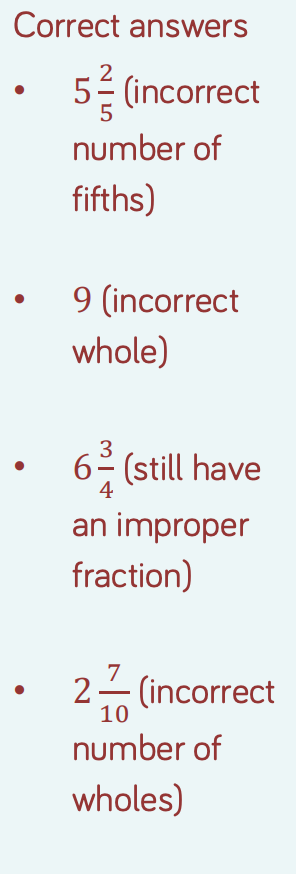 Correct answers
• 5 2/5 (incorrect
number of
fifths)
• 9 (incorrect
whole)
• 6 3/4 (still have
an improper
fraction)
• 2 7/10 (incorrect
number of
wholes)